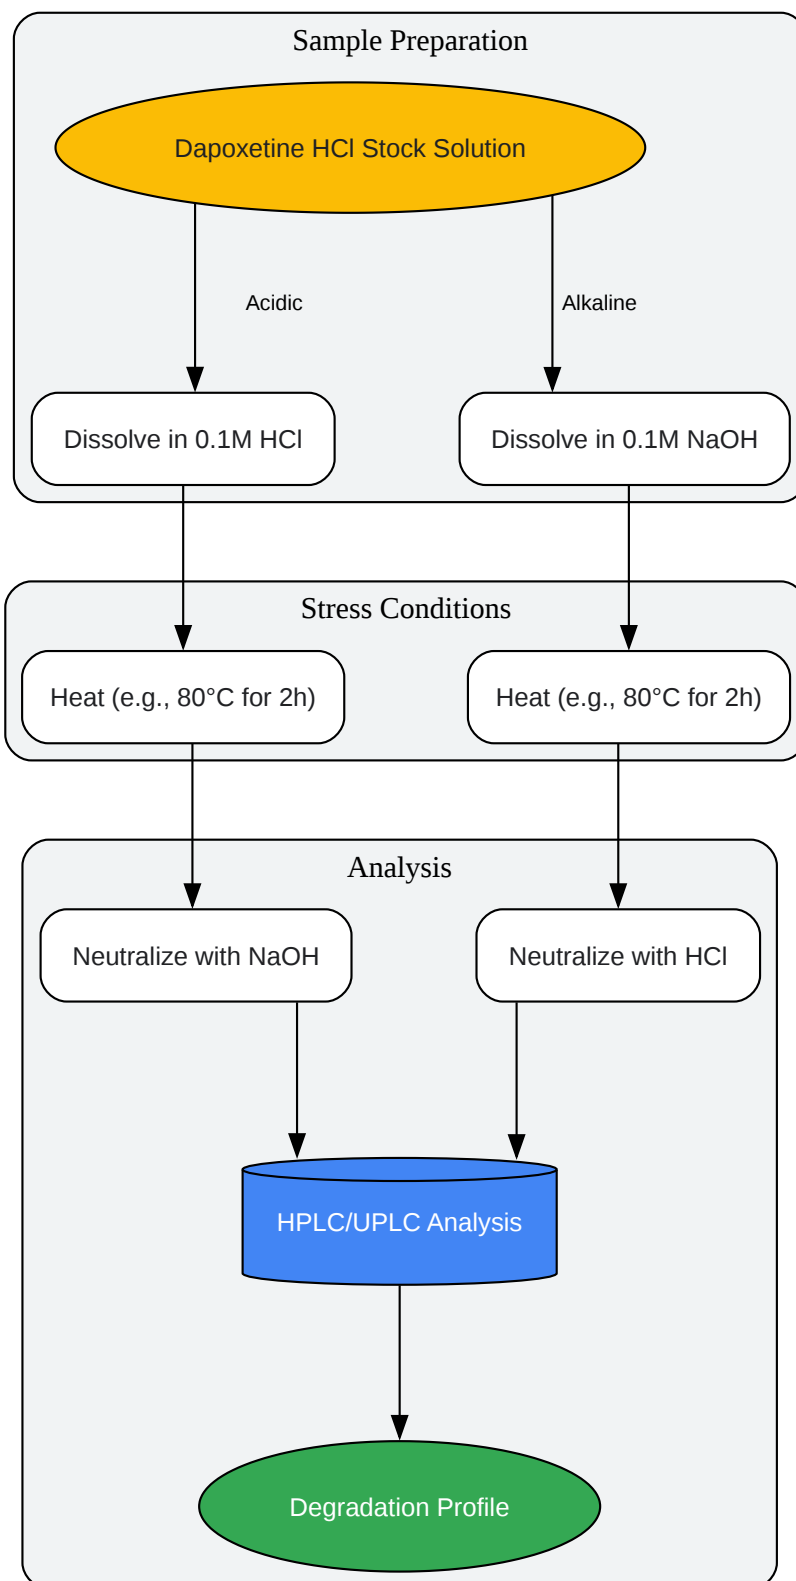 Sample Preparation
Dapoxetine HCl Stock Solution
Acidic
Alkaline
Dissolve in 0.1M HCl
Dissolve in 0.1M NaOH
Stress Conditions
Heat (e.g., 80°C for 2h)
Heat (e.g., 80°C for 2h)
Analysis
Neutralize with NaOH
Neutralize with HCl
HPLC/UPLC Analysis
Degradation Profile